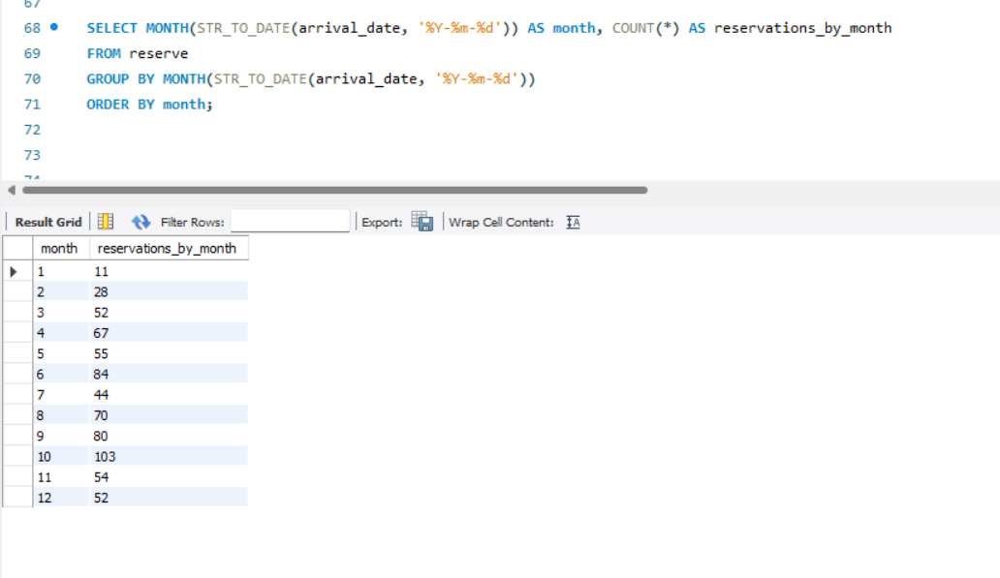 67
68 SELECT MONTH(STR_TO_DATE(arrival_date, '%Y-%m-%d')) AS month, COUNT(*) AS reservations_by_month
69 FROM reserve
70 GROUP BY MONTH(STR_TO_DATE(arrival_date, '%Y-%m-%d'))
71 ORDER BY month;
72
73
74
Result Grid Filter Rows: Export: Wrap Cell Content: IA
month reservations_by_month
1 11
2 28
3 52
4 67
5 55
6 84
7 44
8 70
9 80
10 103
11 54
12 52